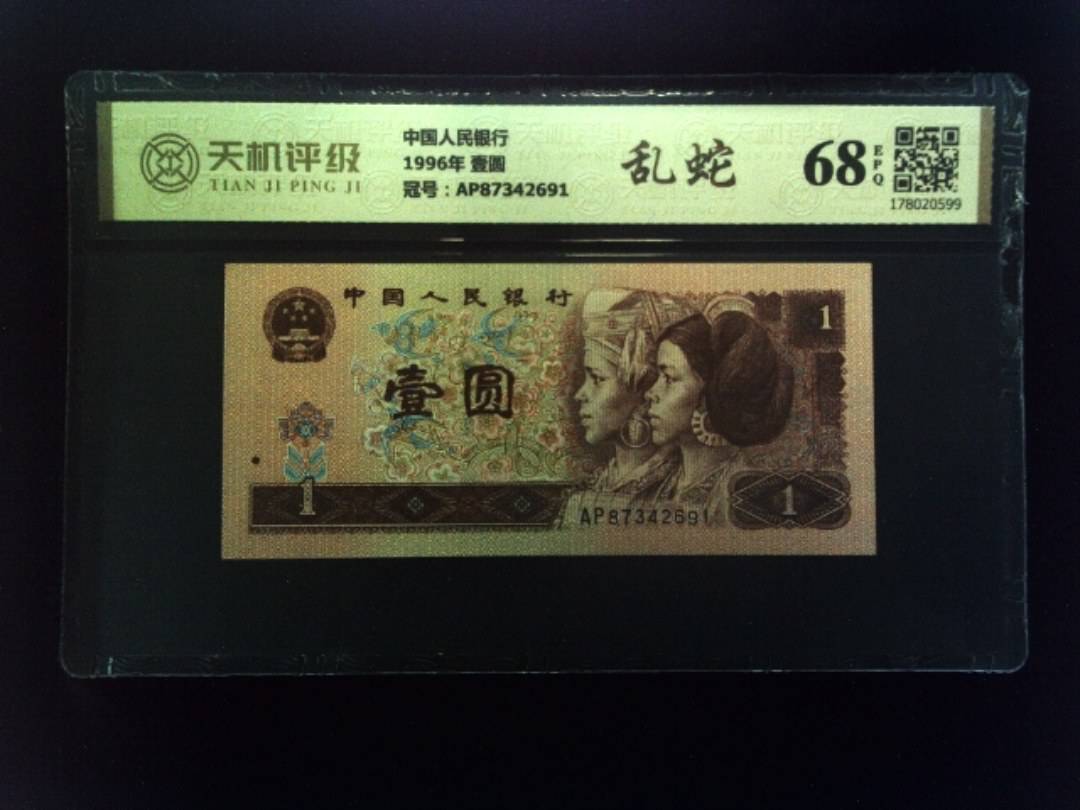 天机评级
TIAN JI PING JI
中国人民银行
1996年 壹圆
冠号：AP87342691
乱蛇
68
EPQ
178020599
中国人民银行
1
壹圆
1
AP87342691
1